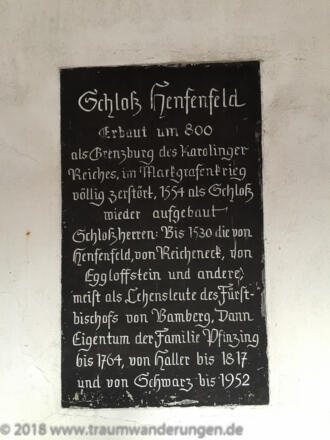 Schloß Henfenfeld
Erbaut um 800
als Grenzburg des Karolinger
Reiches, im Markgrafenkrieg
völlig zerstört, 1554 als Schloß
wieder aufgebaut
Schloßherren: Bis 1530 die von
Henfenfeld, von Reicheneck, von
Eggloffstein und andere,
meist als Lehensleute des Fürst-
bischofs von Bamberg, Dann
Eigentum der Familie Pfinzing
bis 1764, von Haller bis 1817
und von Schwarz bis 1952
© 2018 - www.traumwanderungen.de